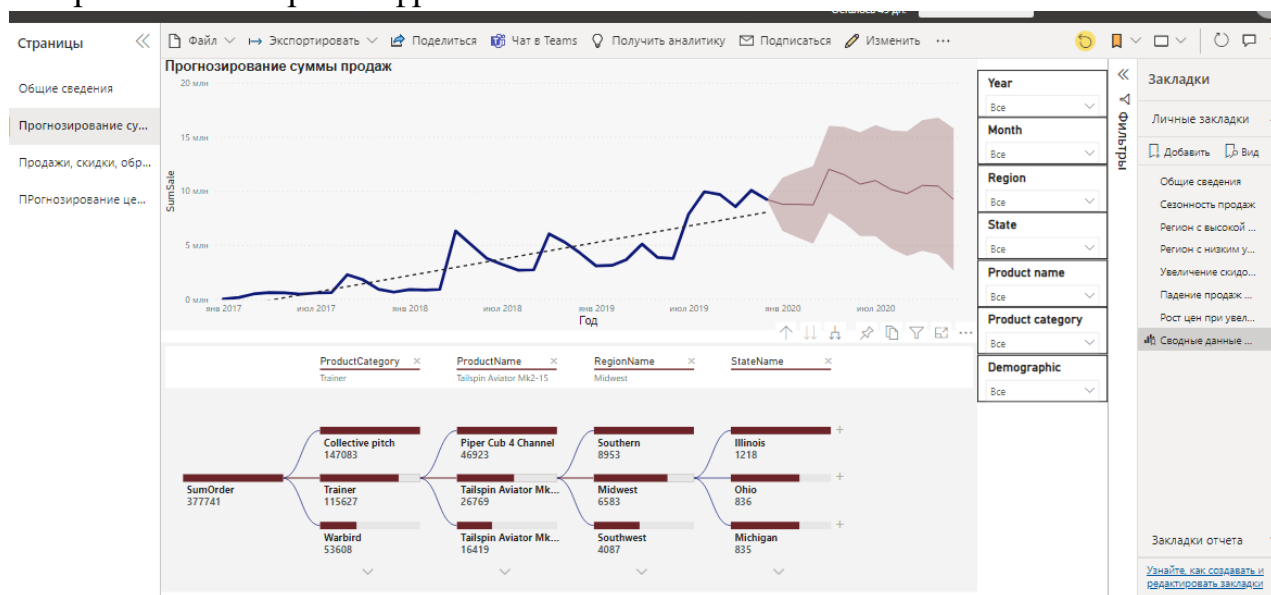 Страницы
Файл Экспортировать Поделиться Чат в Teams Получить аналитику Подписаться Изменить ...
Общие сведения
Прогнозирование су...
Продажи, скидки, обр...
ПРогнозирование це...
Прогнозирование суммы продаж
20 млн
15 млн
10 млн
5 млн
0 млн
SumSale
янв 2017 июл 2017 янв 2018 июл 2018 янв 2019 июл 2019 янв 2020 июл 2020
Год
ProductCategory ProductName RegionName StateName
Trainer Tailspin Aviator Mk2-15 Midwest
Collective pitch Piper Cub 4 Channel Southern Illinois
147083 46923 8953 1218
SumOrder Trainer Tailspin Aviator Mk... Midwest Ohio
377741 115627 26769 6583 836
Warbird Tailspin Aviator Mk... Southwest Michigan
53608 16419 4087 835
Year
Все
Month
Все
Region
Все
State
Все
Product name
Все
Product category
Все
Demographic
Все
Фильтры
Закладки
Личные закладки
Добавить Вид
Общие сведения
Сезонность продаж
Регион с высокой ...
Регион с низким у...
Увеличение скидо...
Падение продаж ...
Рост цен при увел...
Сводные данные ...
Закладки отчета
Узнайте, как создавать и
редактировать закладки